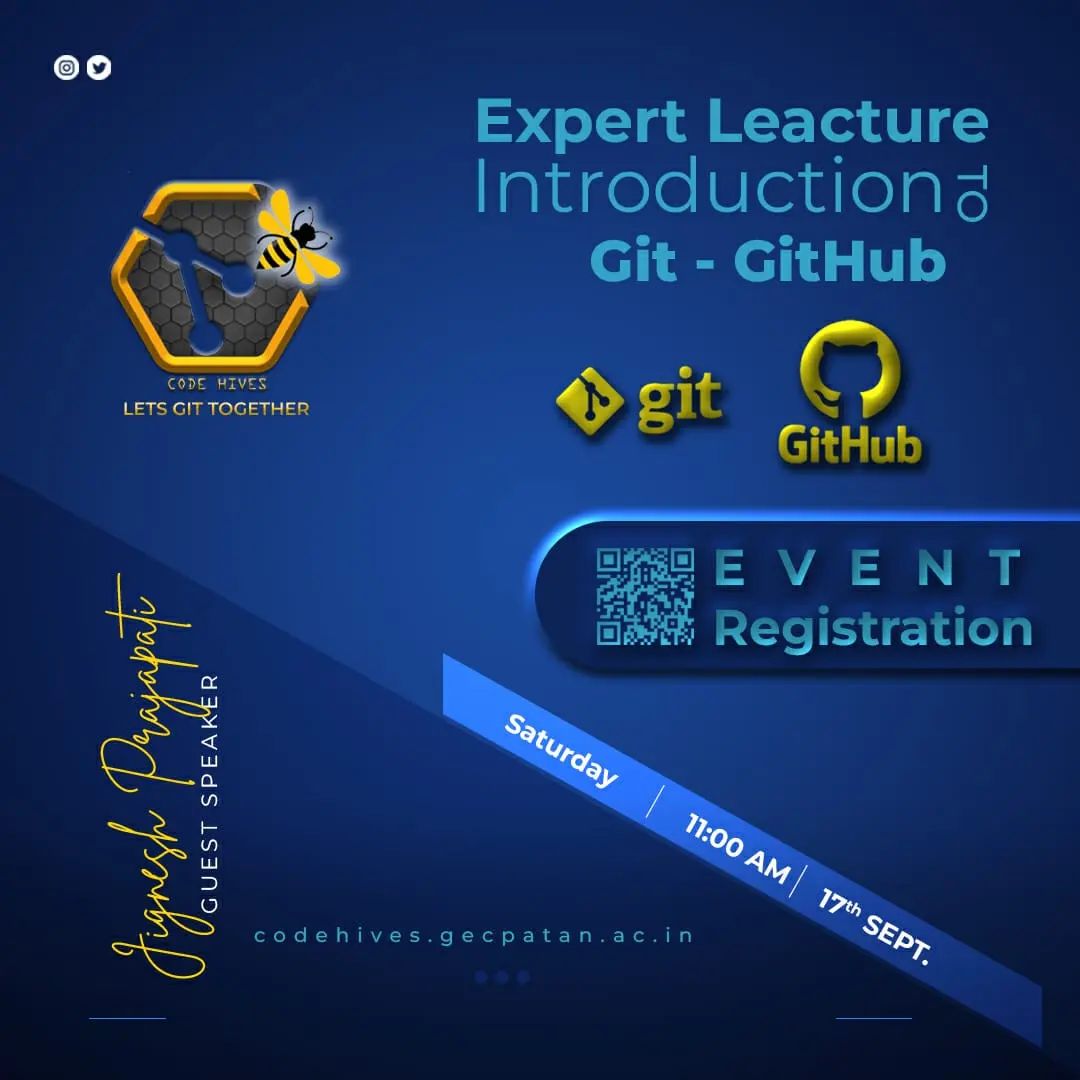 Expert Leacture
Introduction TO
Git - GitHub
CODE HIVES
LETS GIT TOGETHER
git
GitHub
EVENT
Registration
Saturday | 11:00 AM | 17th SEPT.
Jignesh Prajapati
GUEST SPEAKER
codehives.gecpatan.ac.in